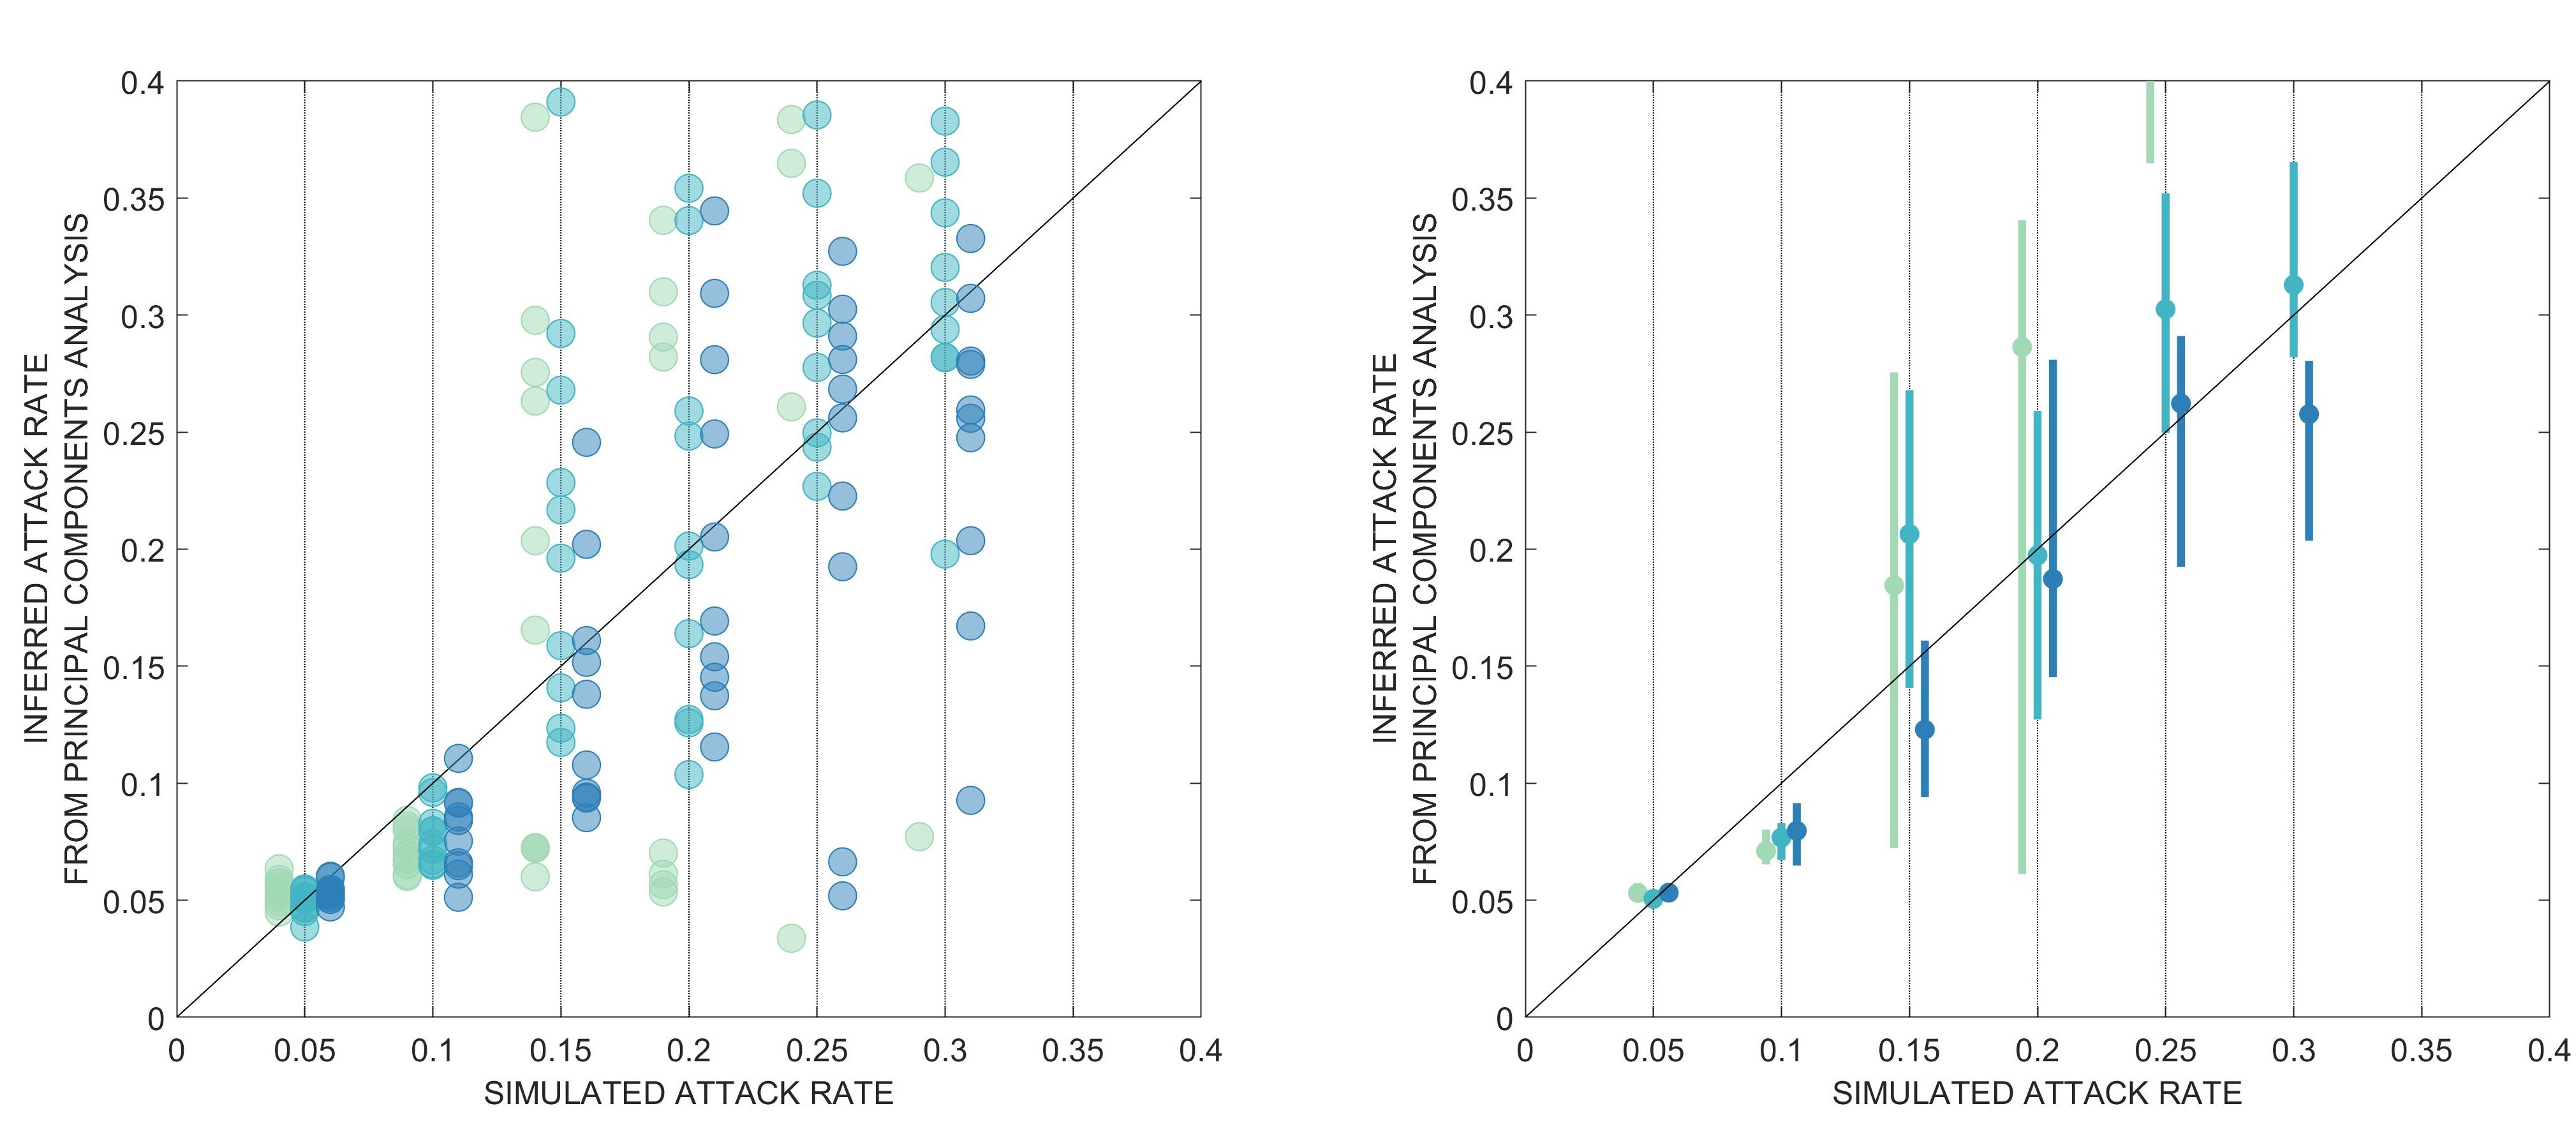 INFERRED ATTACK RATE
FROM PRINCIPAL COMPONENTS ANALYSIS
0.4
0.35
0.3
0.25
0.2
0.15
0.1
0.05
0
0 0.05 0.1 0.15 0.2 0.25 0.3 0.35 0.4
SIMULATED ATTACK RATE
INFERRED ATTACK RATE
FROM PRINCIPAL COMPONENTS ANALYSIS
0.4
0.35
0.3
0.25
0.2
0.15
0.1
0.05
0
0 0.05 0.1 0.15 0.2 0.25 0.3 0.35 0.4
SIMULATED ATTACK RATE